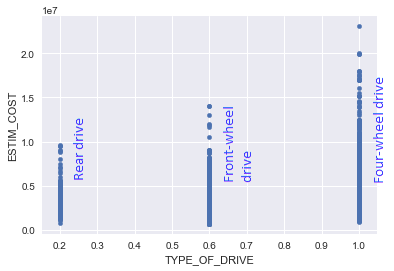 1e7
2.0
1.5
1.0
0.5
0.0
ESTIM_COST
Rear drive
Front-wheel
drive
Four-wheel drive
0.2 0.3 0.4 0.5 0.6 0.7 0.8 0.9 1.0
TYPE_OF_DRIVE